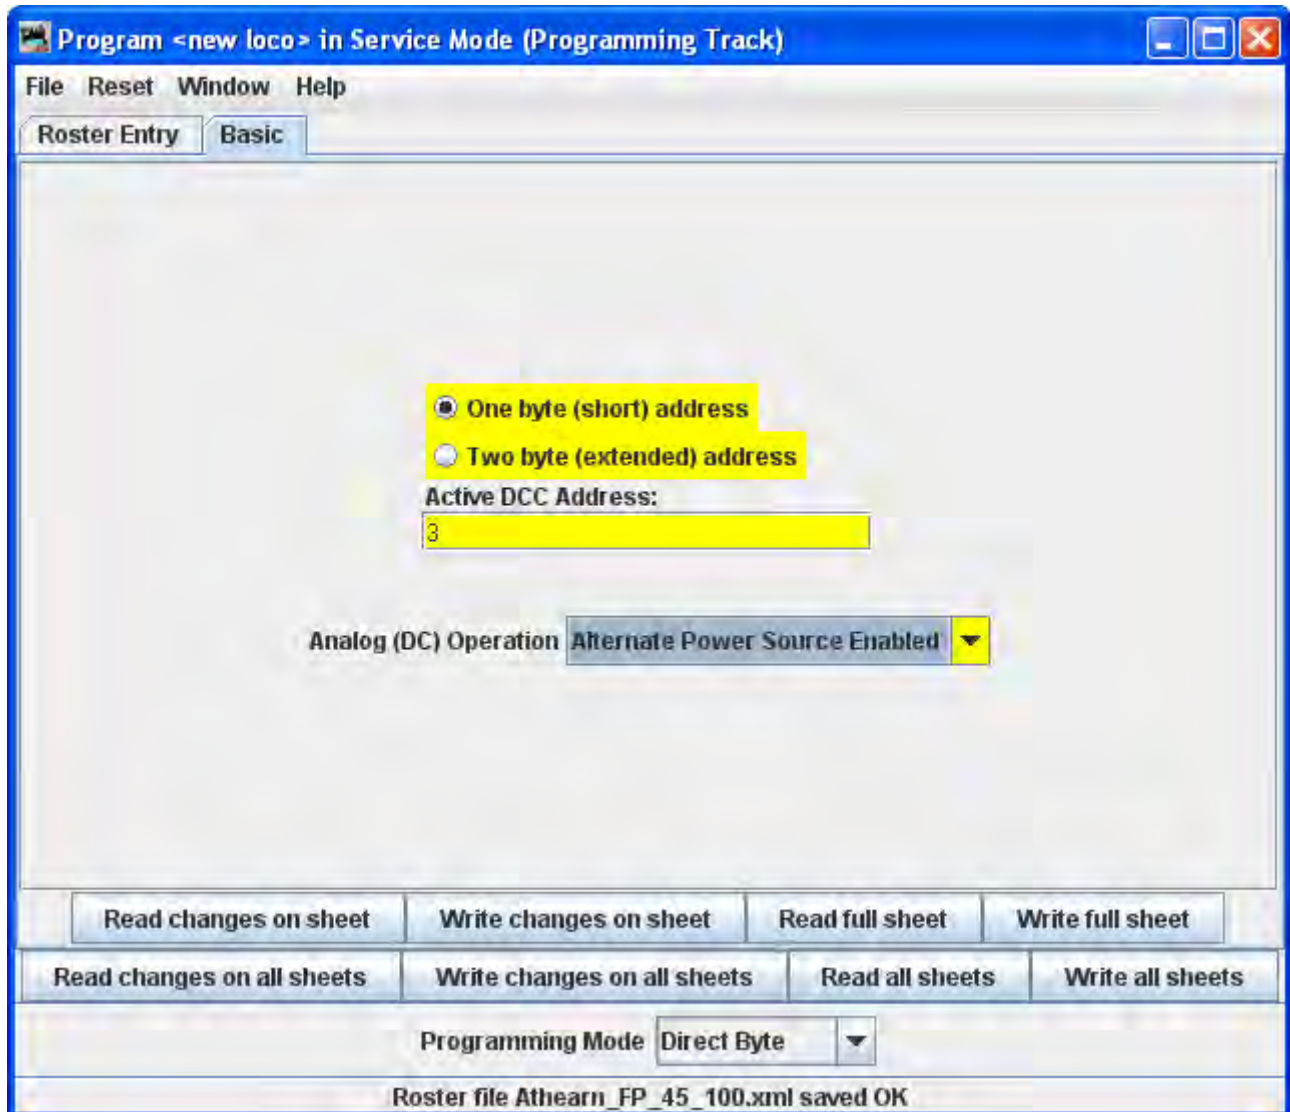 Program <new loco> in Service Mode (Programming Track)
File Reset Window Help
Roster Entry Basic
One byte (short) address
Two byte (extended) address
Active DCC Address:
3
Analog (DC) Operation Alternate Power Source Enabled
Read changes on sheet Write changes on sheet Read full sheet Write full sheet
Read changes on all sheets Write changes on all sheets Read all sheets Write all sheets
Programming Mode Direct Byte
Roster file Athearn_FP_45_100.xml saved OK